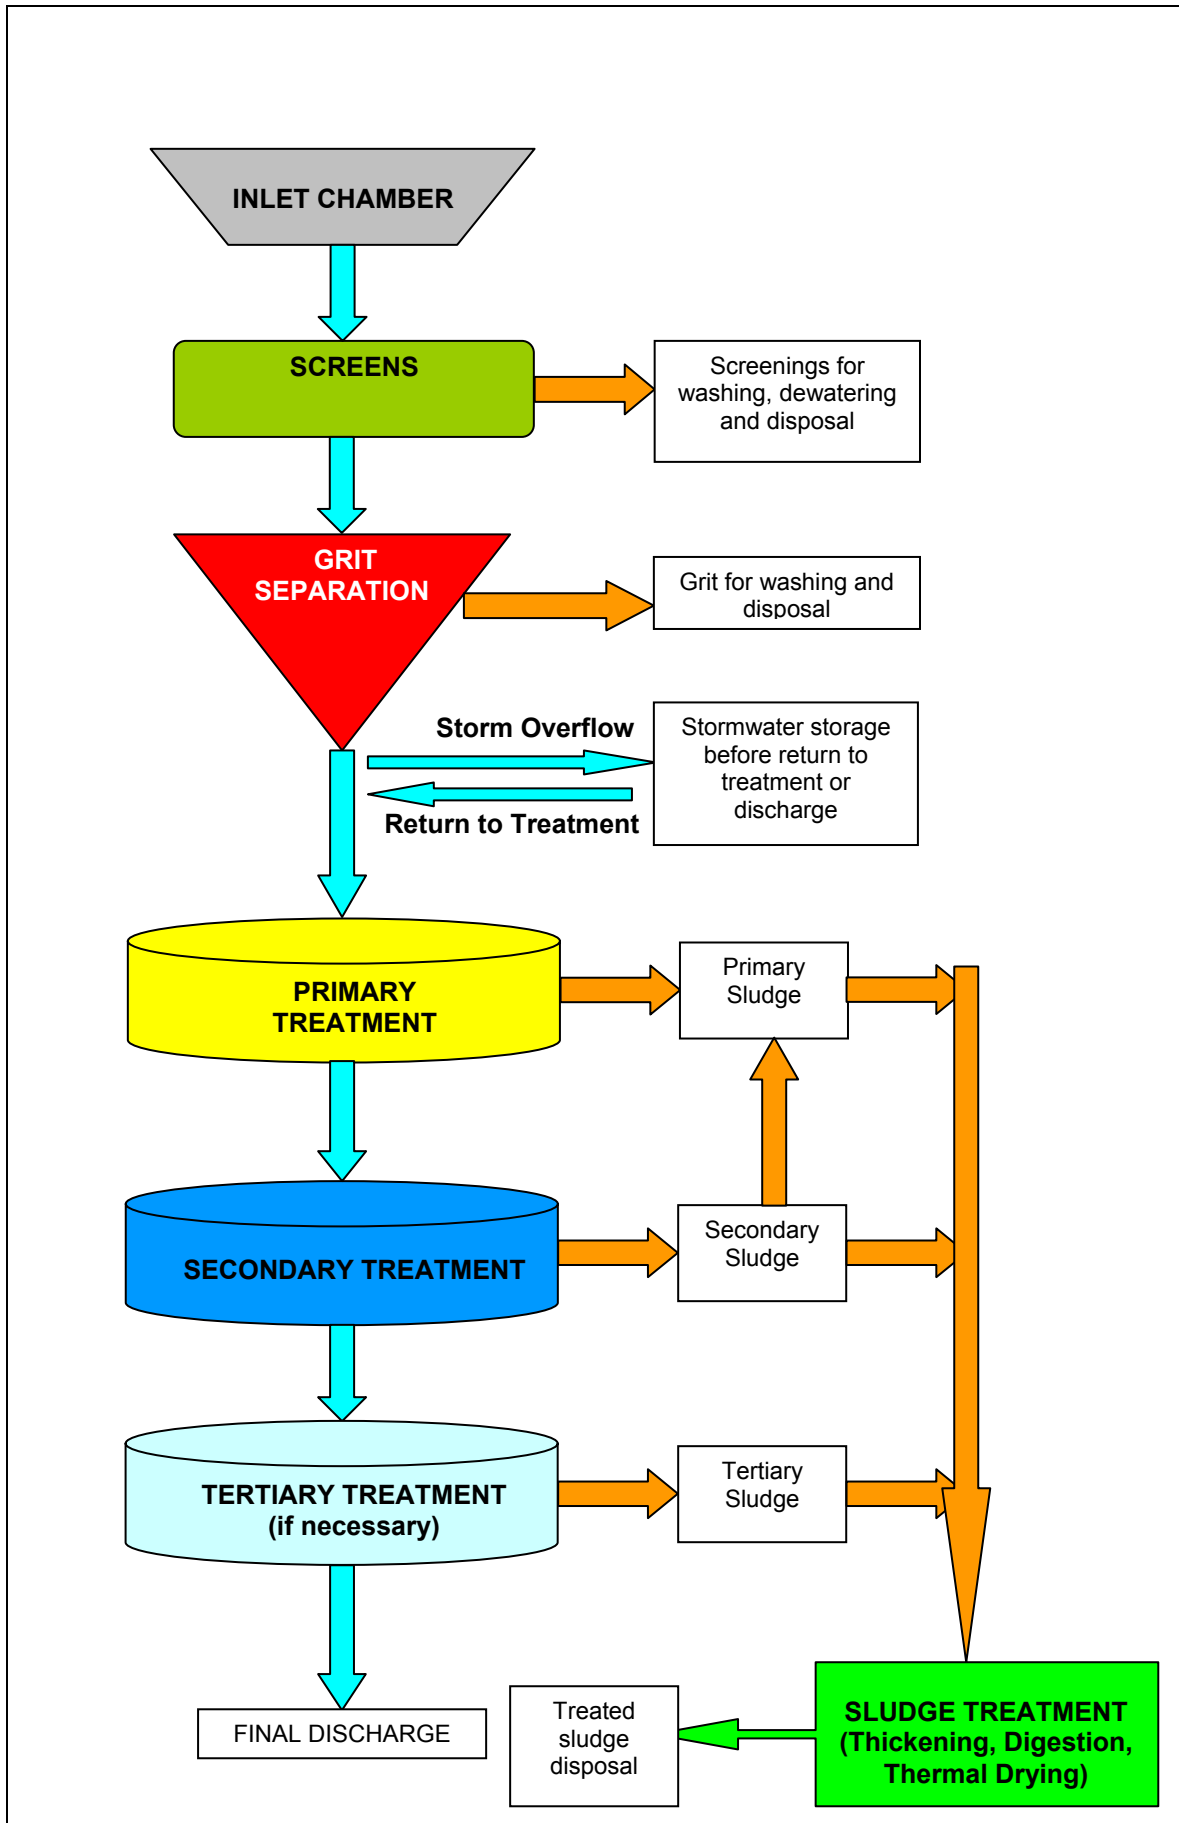 INLET CHAMBER
SCREENS
Screenings for
washing, dewatering
and disposal
GRIT
SEPARATION
Grit for washing and
disposal
Storm Overflow
Return to Treatment
Stormwater storage
before return to
treatment or
discharge
PRIMARY
TREATMENT
Primary
Sludge
SECONDARY TREATMENT
Secondary
Sludge
TERTIARY TREATMENT
(if necessary)
Tertiary
Sludge
FINAL DISCHARGE
Treated
sludge
disposal
SLUDGE TREATMENT
(Thickening, Digestion,
Thermal Drying)